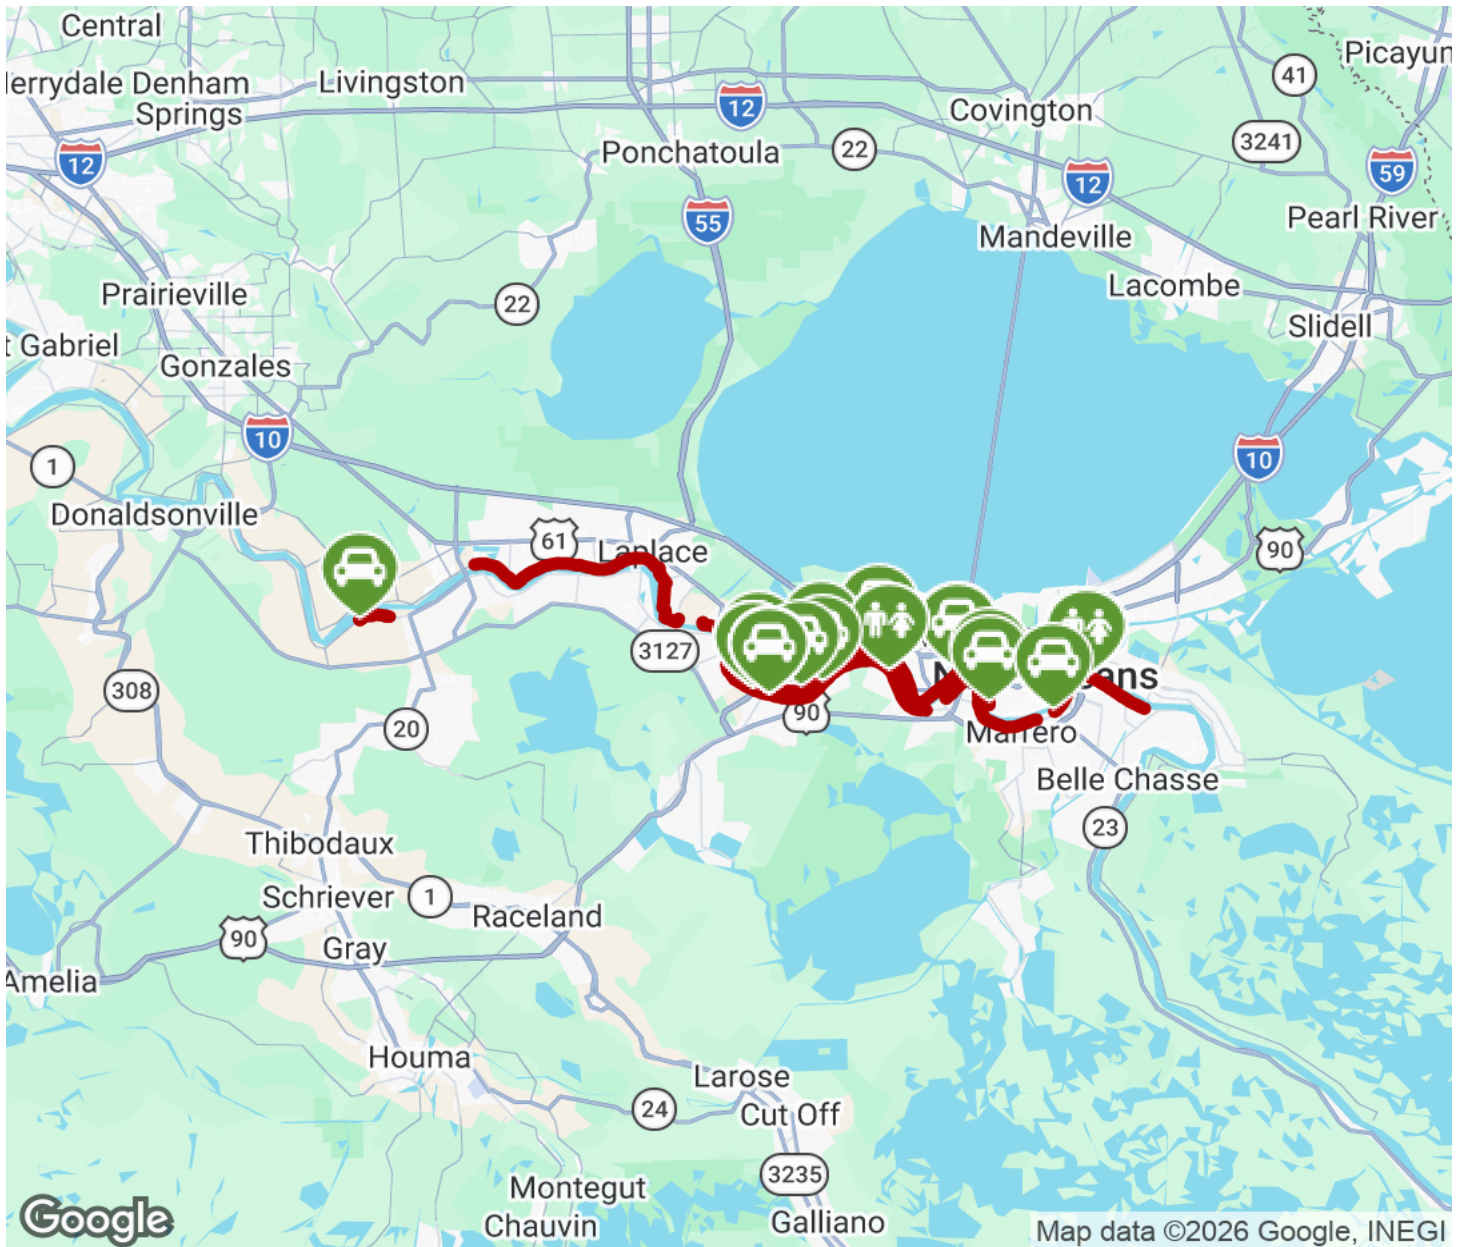 Central
Picayun
41
Livingston
Denham
Springs
12
Covington
3241
12
Ponchatoula
22
59
12
55
Pearl River
Mandeville
Lacombe
Prairieville
22
Slidell
t Gabriel
Gonzales
10
10
1
Donaldsonville
61
Laplace
90
3127
308
90
20
Marrero
Belle Chasse
23
Thibodaux
Schriever
1
Raceland
90
Gray
Amelia
Houma
Larose
24
Cut Off
3235
Montegut
Galliano
Chauvin
Google
Map data ©2026 Google, INEGI